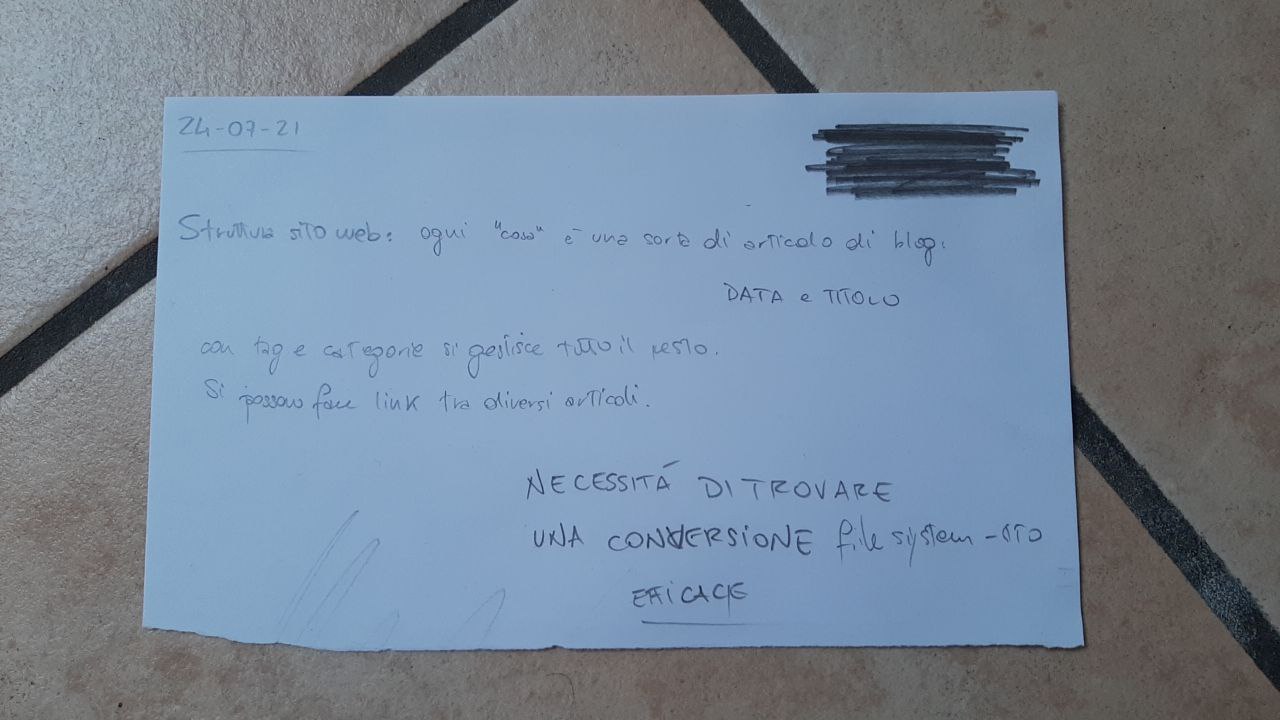 24-07-21
Struttura sito web: ogni "cosa" è una sorta di articolo di blog:
DATA e TITOLO
con tag e categorie si gestisce tutto il resto.
Si possono fare link tra diversi articoli.
NECESSITÁ DI TROVARE
UNA CONVERSIONE file system-sito
EFFICACE